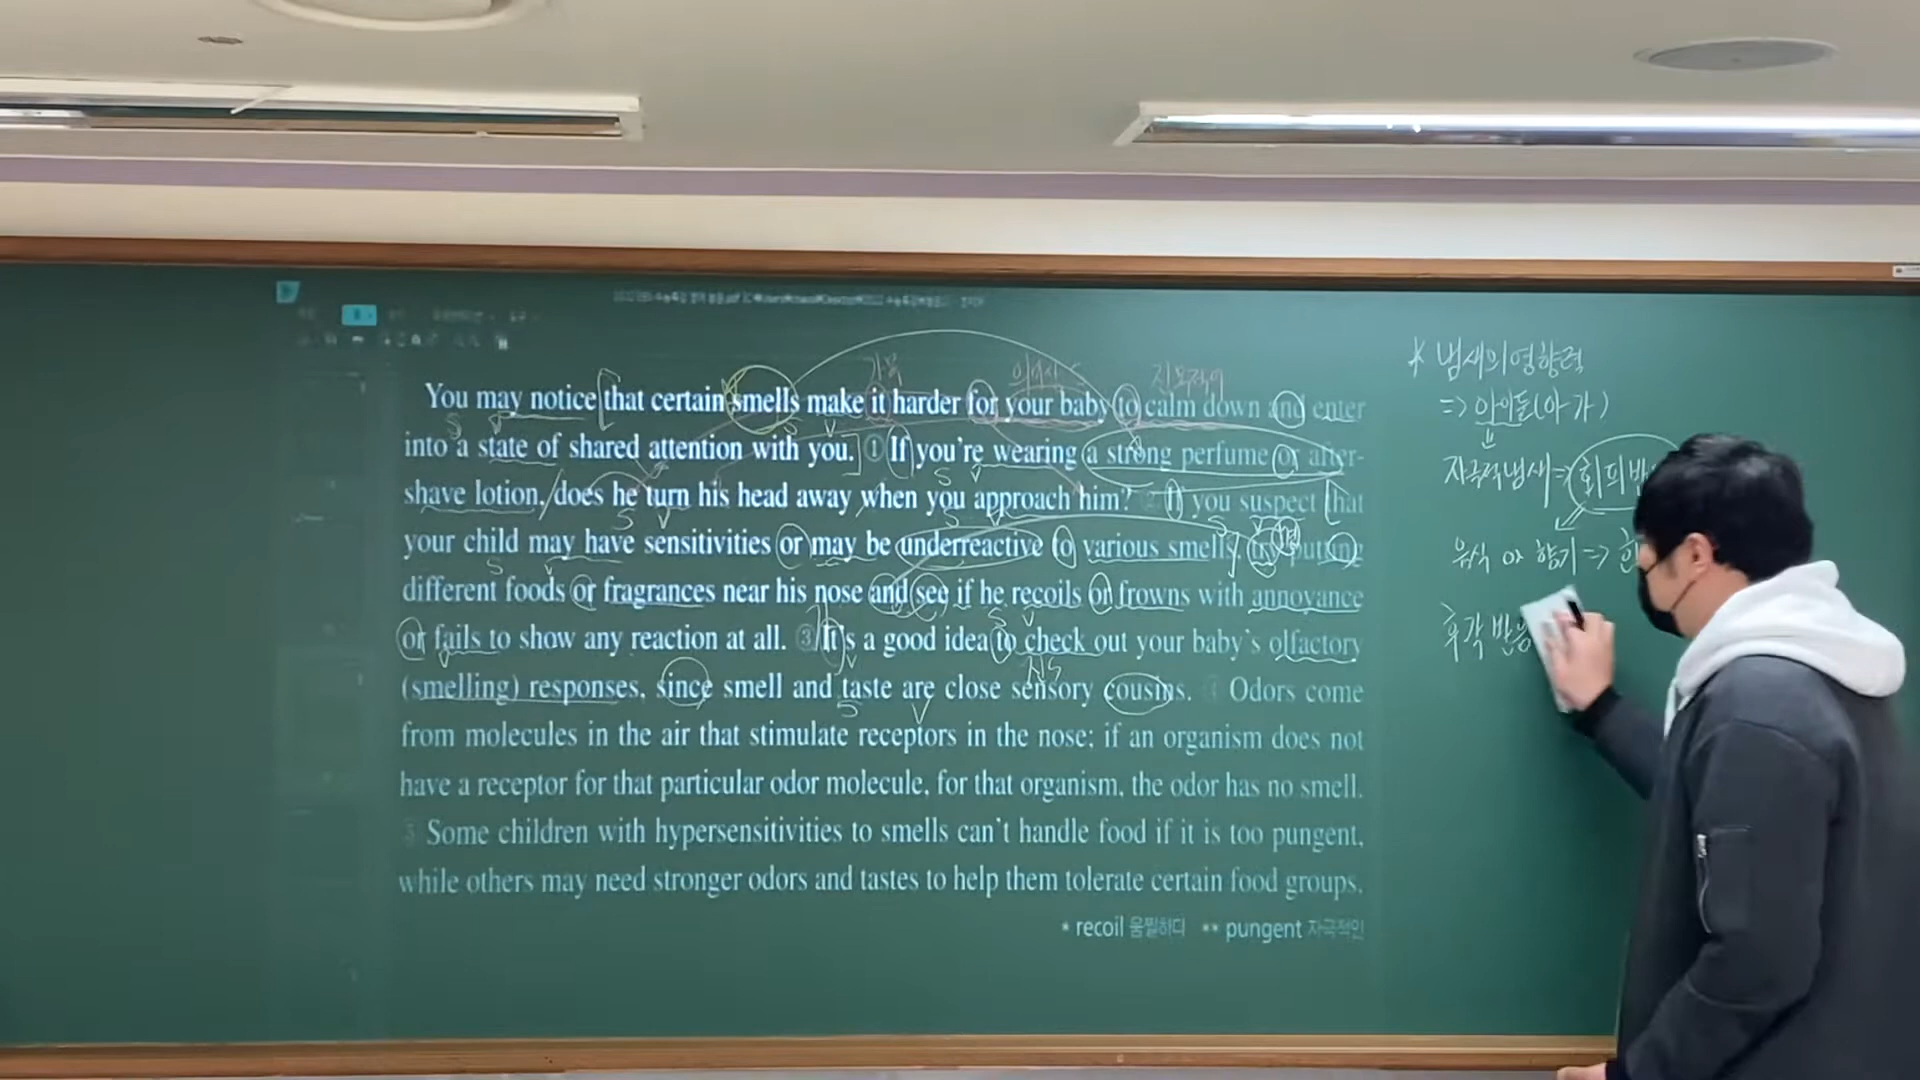 You may notice that certain smells make it harder for your baby to calm down and enter
into a state of shared attention with you. ① If you're wearing a strong perfume or after-
shave lotion, does he turn his head away when you approach him? ② If you suspect that
your child may have sensitivities or may be underreactive to various smells, try putting
different foods or fragrances near his nose and see if he recoils or frowns with annoyance
or fails to show any reaction at all. ③ It's a good idea to check out your baby's olfactory
(smelling) responses, since smell and taste are close sensory cousins. ④ Odors come
from molecules in the air that stimulate receptors in the nose; if an organism does not
have a receptor for that particular odor molecule, for that organism, the odor has no smell.
⑤ Some children with hypersensitivities to smells can't handle food if it is too pungent,
while others may need stronger odors and tastes to help them tolerate certain food groups.
* recoil 움찔하다 ** pungent 자극적인
* 냄새의 영향력
=> 아이들(아가)
자극적 냄새 => 회피
음식 or 향기 =>
후각 반응